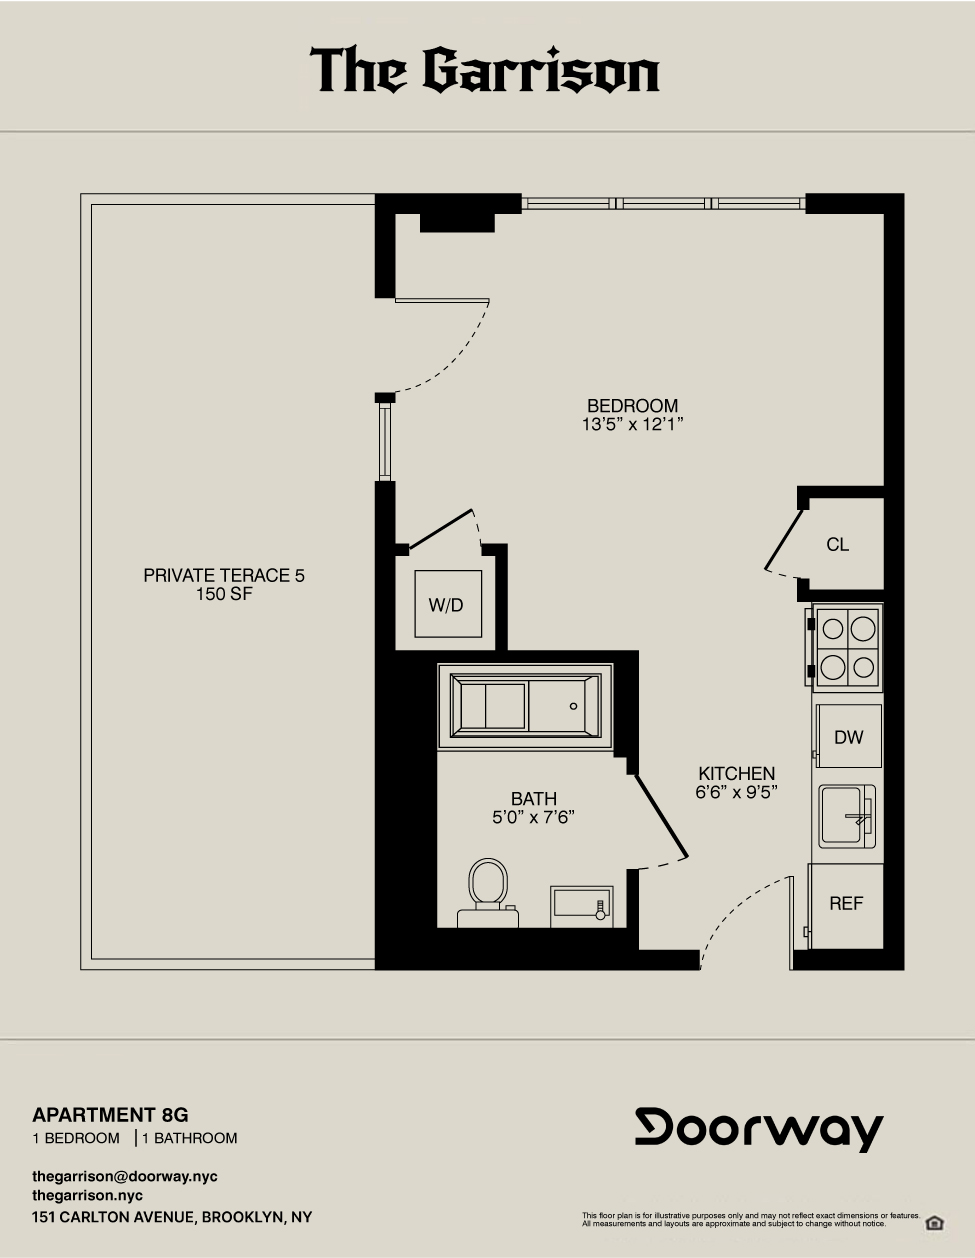 The Garrison
BEDROOM
13’5” x 12’1”
CL
PRIVATE TERACE 5
150 SF
W/D
DW
KITCHEN
6’6” x 9’5”
BATH
5’0” x 7’6”
REF
APARTMENT 8G
1 BEDROOM | 1 BATHROOM
Doorway
thegarrison@doorway.nyc
thegarrison.nyc
151 CARLTON AVENUE, BROOKLYN, NY
This floor plan is for illustrative purposes only and may not reflect exact dimensions or features.
All measurements and layouts are approximate and subject to change without notice.